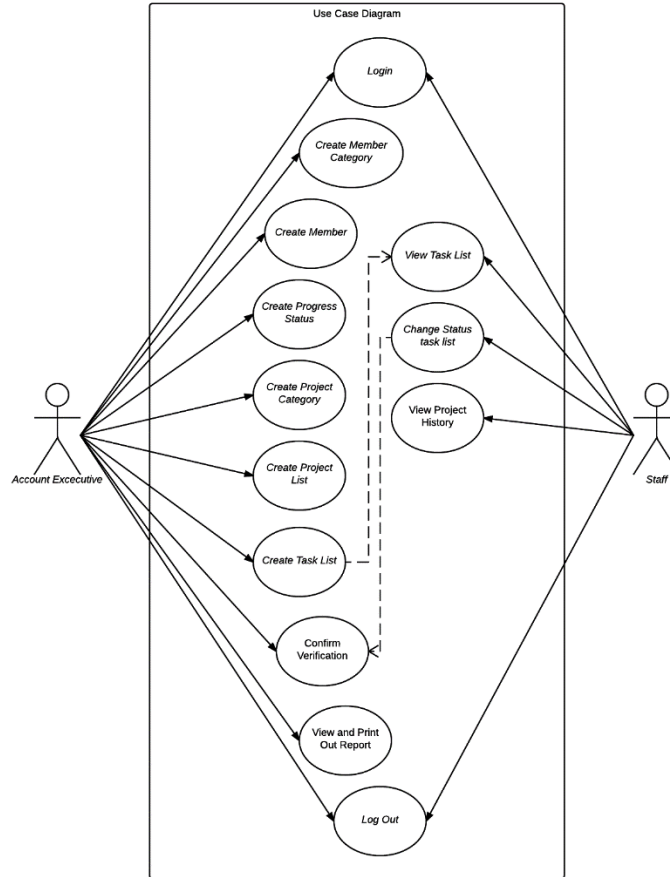 Use Case Diagram
Login
Create Member
Category
Create Member
View Task List
Create Progress
Status
Change Status
task list
Create Project
Category
View Project
History
Account Excecutive
Staff
Create Project
List
Create Task List
Confirm
Verification
View and Print
Out Report
Log Out